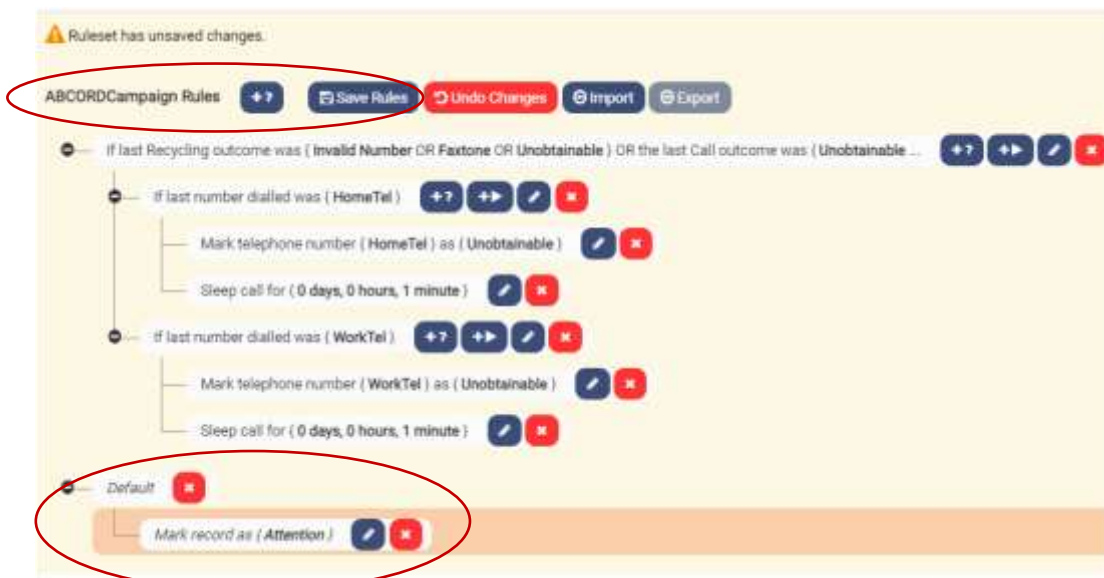 Ruleset has unsaved changes.
ABCORDCampaign Rules +? Save Rules Undo Changes Import Export
If last Recycling outcome was ( Invalid Number OR Faxtone OR Unobtainable ) OR the last Call outcome was ( Unobtainable ... +?
If last number dialled was ( HomeTel ) +?
Mark telephone number ( HomeTel ) as ( Unobtainable )
Sleep call for ( 0 days, 0 hours, 1 minute )
If last number dialled was ( WorkTel ) +?
Mark telephone number ( WorkTel ) as ( Unobtainable )
Sleep call for ( 0 days, 0 hours, 1 minute )
Default
Mark record as ( Attention )